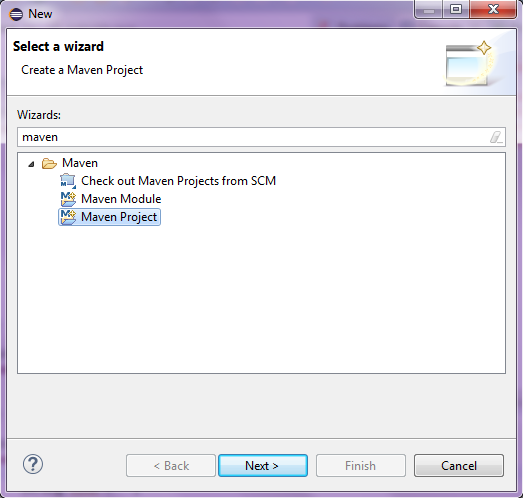 New
Select a wizard
Create a Maven Project
Wizards:
maven
Maven
Check out Maven Projects from SCM
Maven Module
Maven Project
? < Back Next > Finish Cancel